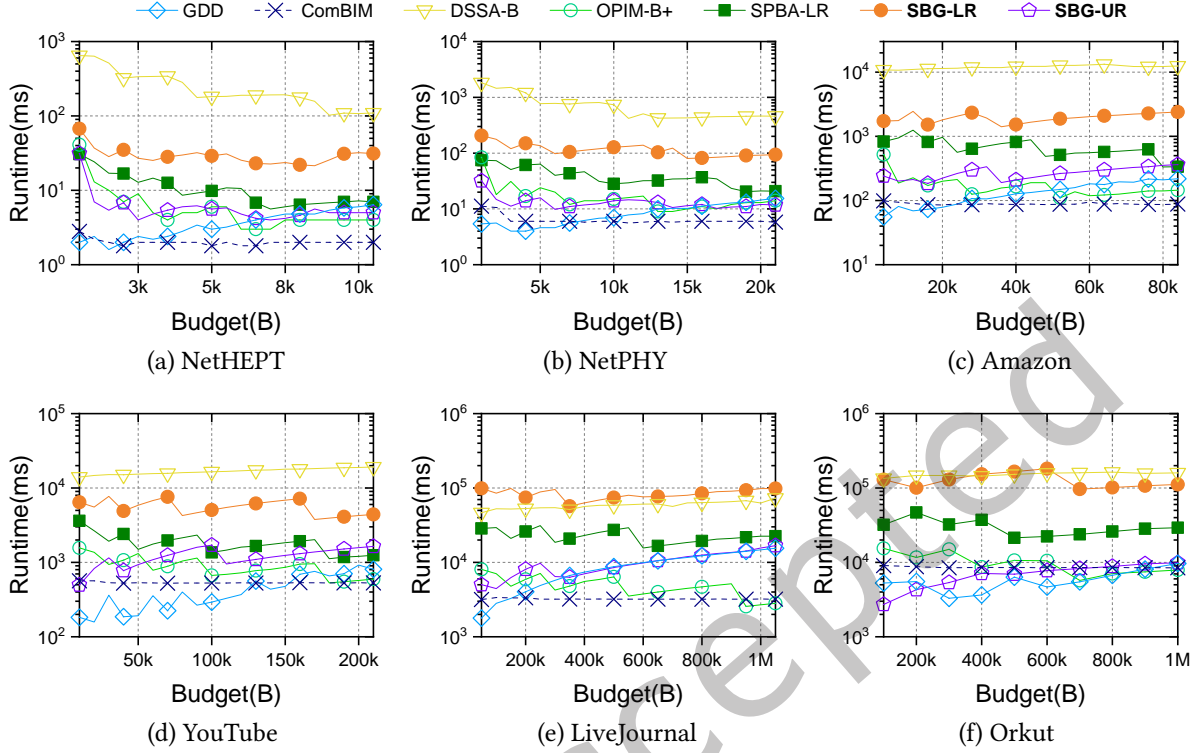 GDD ComBIM DSSA-B OPIM-B+ SPBA-LR SBG-LR SBG-UR
10³
10²
10¹
10⁰
Runtime(ms)
3k 5k 8k 10k
Budget(B)
(a) NetHEPT
10⁴
10³
10²
10¹
10⁰
Runtime(ms)
5k 10k 15k 20k
Budget(B)
(b) NetPHY
10⁴
10³
10²
10¹
Runtime(ms)
20k 40k 60k 80k
Budget(B)
(c) Amazon
10⁵
10⁴
10³
10²
Runtime(ms)
50k 100k 150k 200k
Budget(B)
(d) YouTube
10⁶
10⁵
10⁴
10³
Runtime(ms)
200k 400k 600k 800k 1M
Budget(B)
(e) LiveJournal
10⁶
10⁵
10⁴
10³
Runtime(ms)
200k 400k 600k 800k 1M
Budget(B)
(f) Orkut
cepted